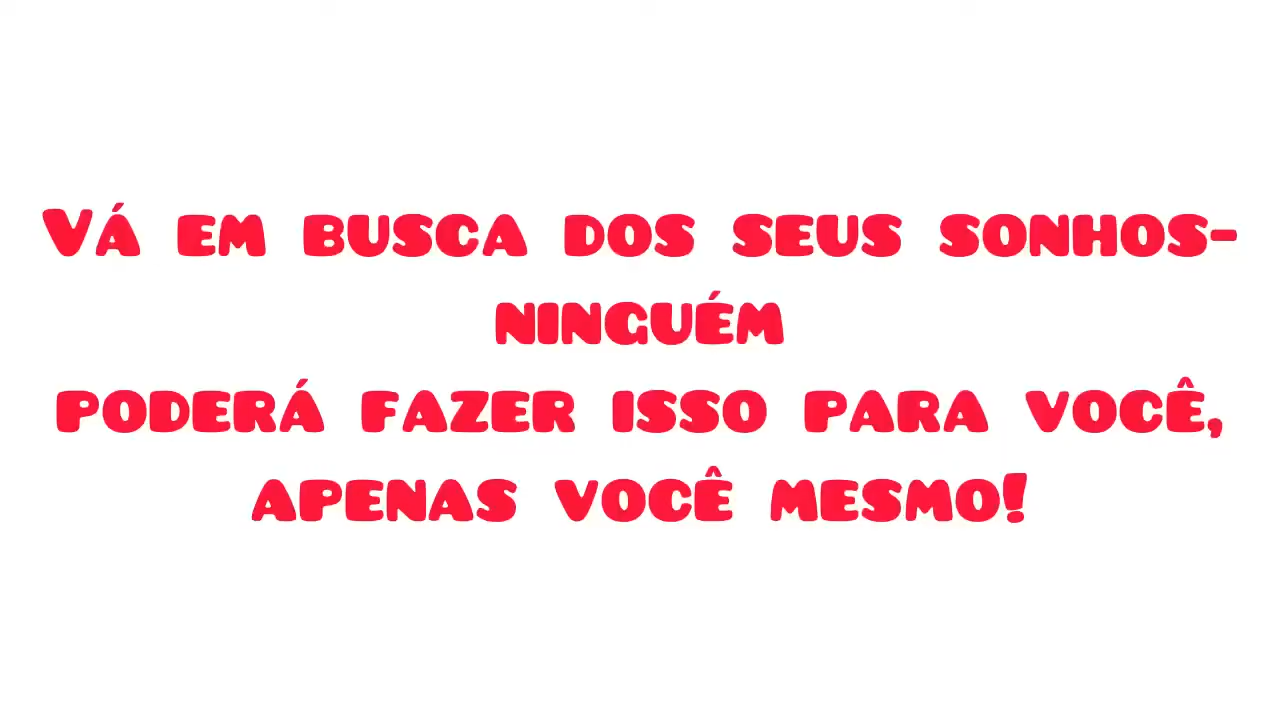 Vá em busca dos seus sonhos-
ninguém
poderá fazer isso para você,
apenas você mesmo!